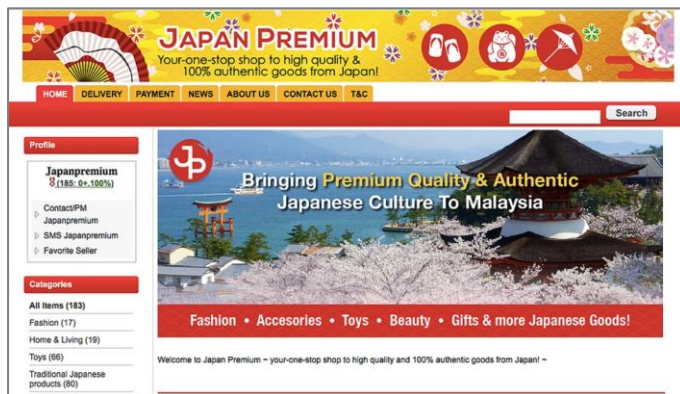 JAPAN PREMIUM
Your-one-stop shop to high quality &
100% authentic goods from Japan!
HOME DELIVERY PAYMENT NEWS ABOUT US CONTACT US T&C
Search
Profile
Japanpremium
(185: 0+,100%)
Contact/PM
Japanpremium
SMS Japanpremium
Favorite Seller
Categories
All Items (183)
Fashion (17)
Home & Living (19)
Toys (66)
Traditional Japanese
products (80)
JP
Bringing Premium Quality & Authentic
Japanese Culture To Malaysia
Fashion • Accesories • Toys • Beauty • Gifts & more Japanese Goods!
Welcome to Japan Premium ~ your-one-stop shop to high quality and 100% authentic goods from Japan! ~